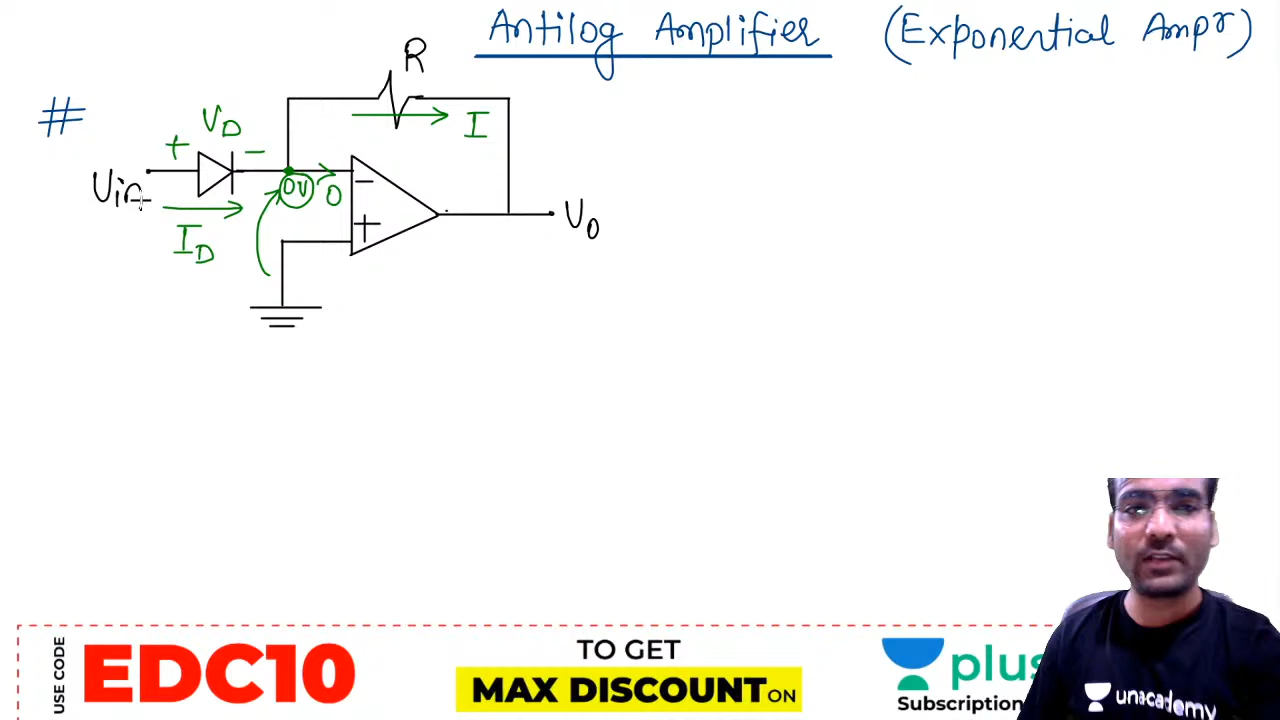 Antilog Amplifier (Exponential Ampr)
#
R
I
VD
+ -
Vin
ID
0V
0
-
+
V0
USE CODE
EDC10
TO GET
MAX DISCOUNT ON
plus
Subscription
unacademy